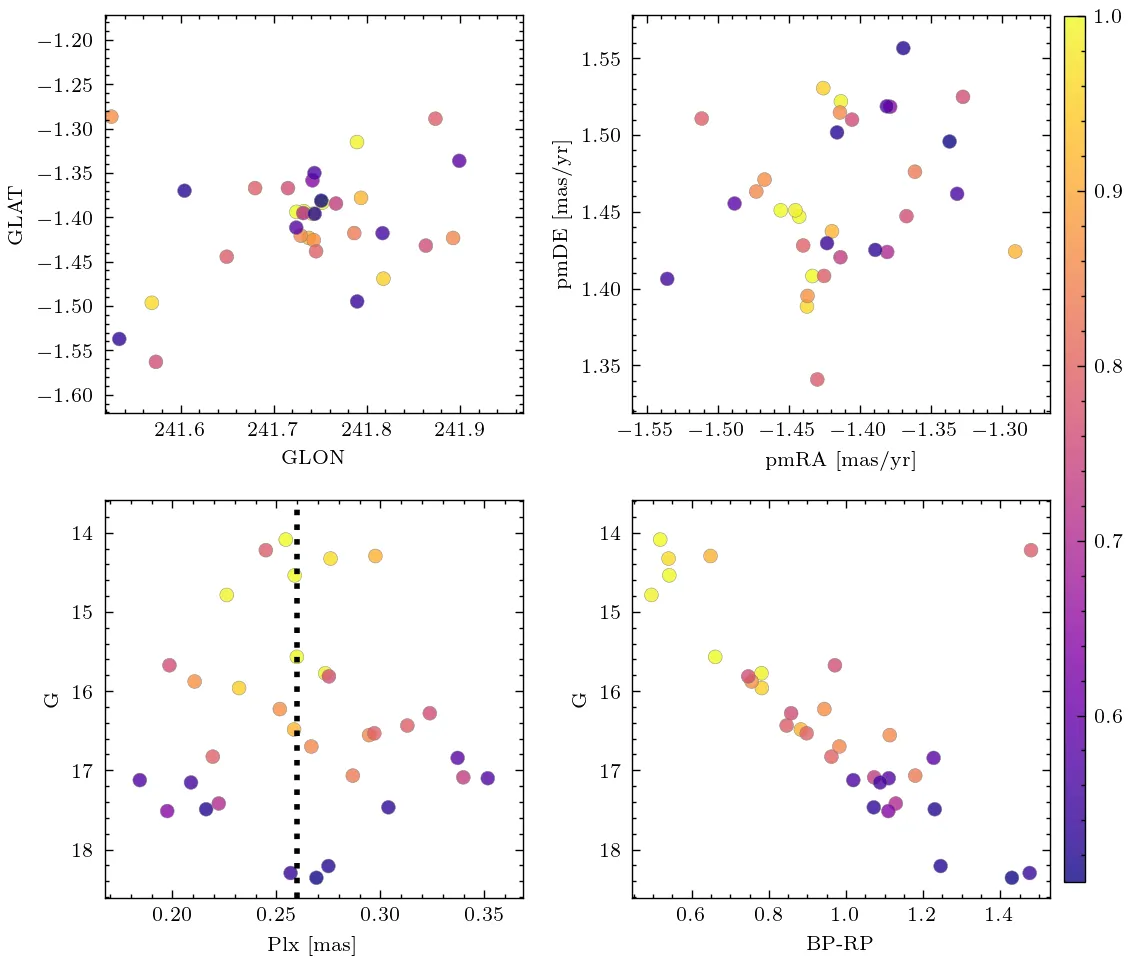 −1.20
−1.25
−1.30
−1.35
−1.40
−1.45
−1.50
−1.55
−1.60
GLAT
241.6 241.7 241.8 241.9
GLON
1.55
1.50
1.45
1.40
1.35
pmDE [mas/yr]
−1.55 −1.50 −1.45 −1.40 −1.35 −1.30
pmRA [mas/yr]
1.0
0.9
0.8
0.7
0.6
14
15
16
17
18
G
0.20 0.25 0.30 0.35
Plx [mas]
14
15
16
17
18
G
0.6 0.8 1.0 1.2 1.4
BP-RP